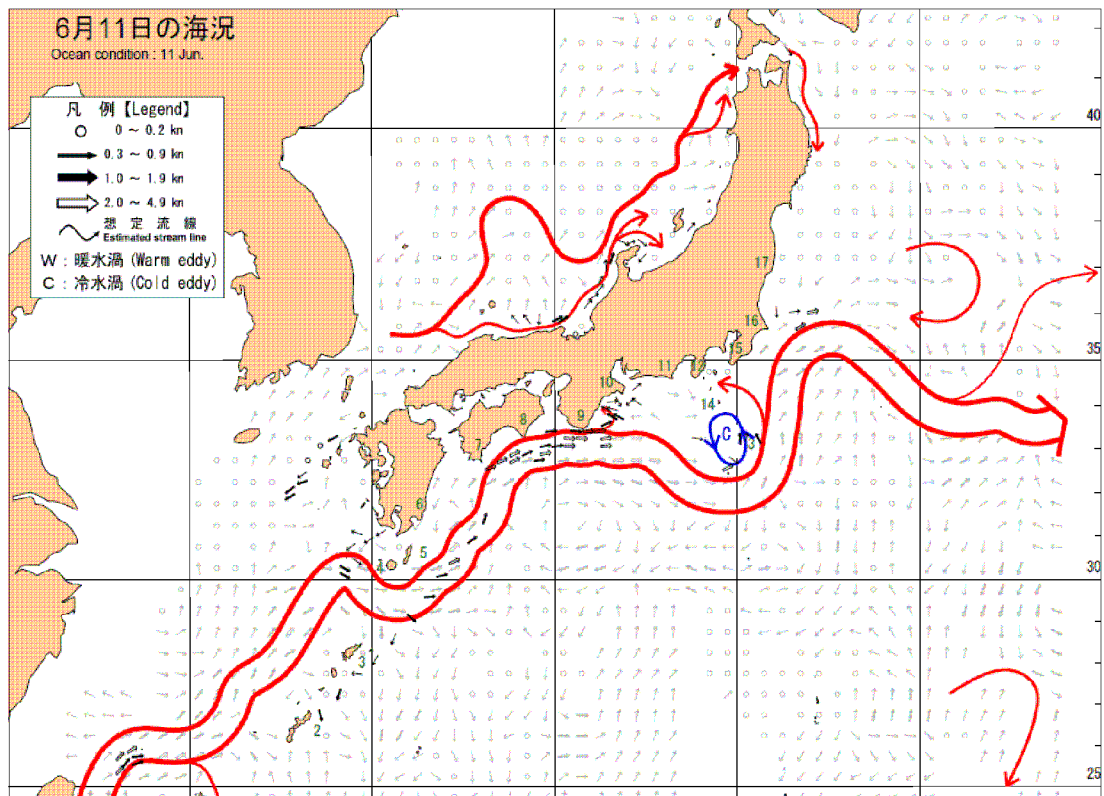 6月11日の海況
Ocean condition : 11 Jun.
凡 例【Legend】
0 ～ 0.2 kn
0.3 ～ 0.9 kn
1.0 ～ 1.9 kn
2.0 ～ 4.9 kn
想 定 流 線
Estimated stream line
W : 暖水渦 (Warm eddy)
C : 冷水渦 (Cold eddy)
40
17
16
35
15
12
11
10
14
9
8
C
7
6
5
4
30
3
2
25